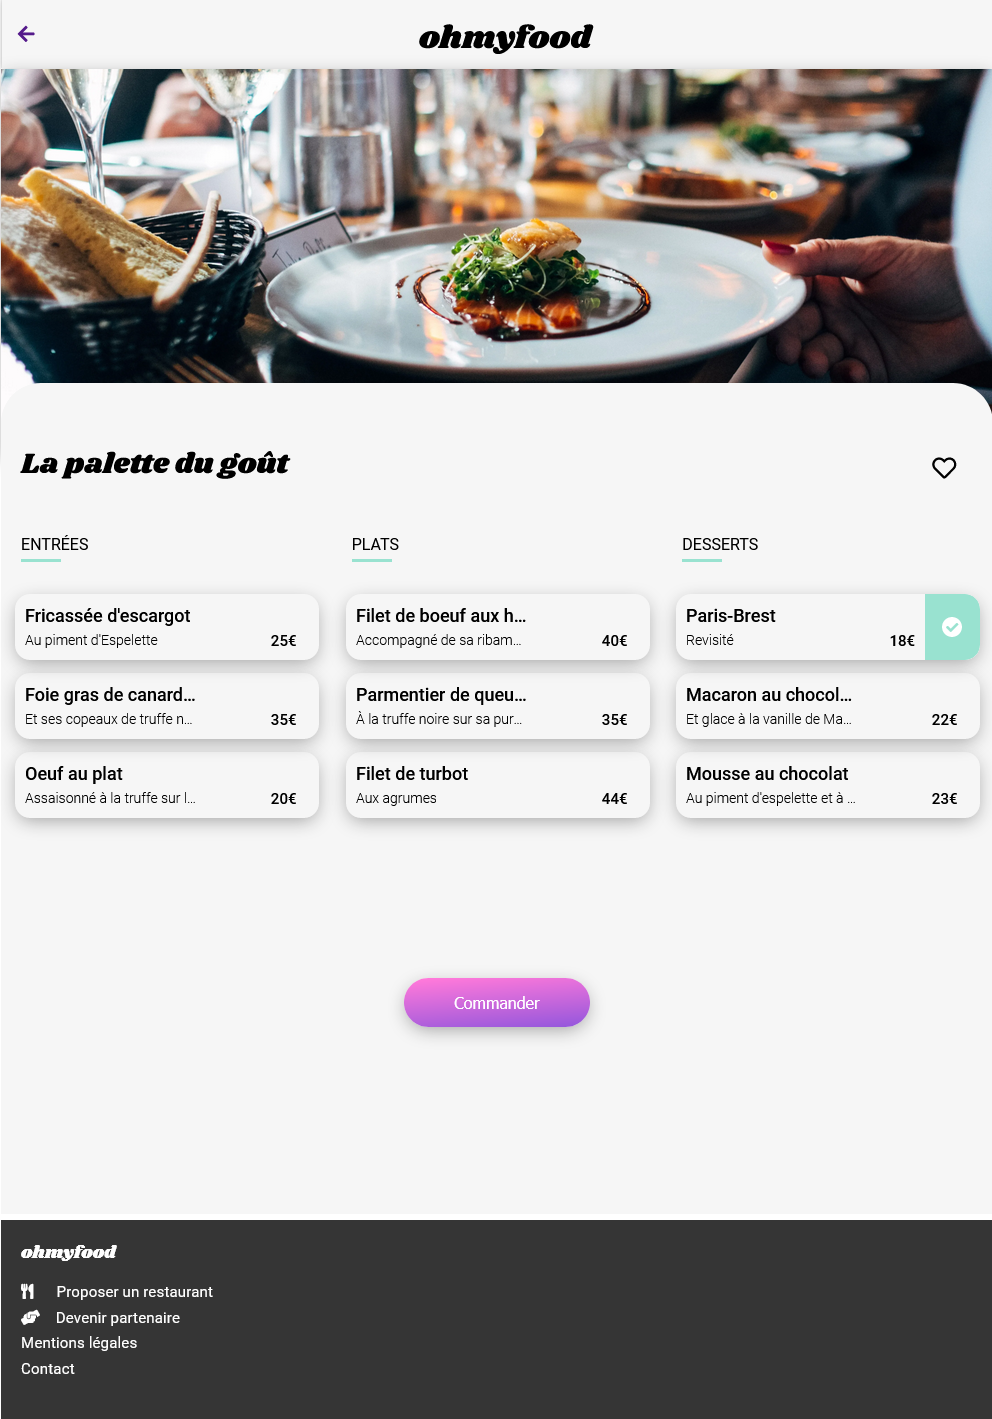 ohmyfood
La palette du goût
ENTRÉES
Fricassée d'escargot
Au piment d'Espelette 25€
Foie gras de canard...
Et ses copeaux de truffe n... 35€
Oeuf au plat
Assaisonné à la truffe sur l... 20€
PLATS
Filet de boeuf aux h...
Accompagné de sa ribam... 40€
Parmentier de queu...
À la truffe noire sur sa pur... 35€
Filet de turbot
Aux agrumes 44€
DESSERTS
Paris-Brest
Revisité 18€
Macaron au chocol...
Et glace à la vanille de Ma... 22€
Mousse au chocolat
Au piment d'espelette et à ... 23€
Commander
ohmyfood
Proposer un restaurant
Devenir partenaire
Mentions légales
Contact